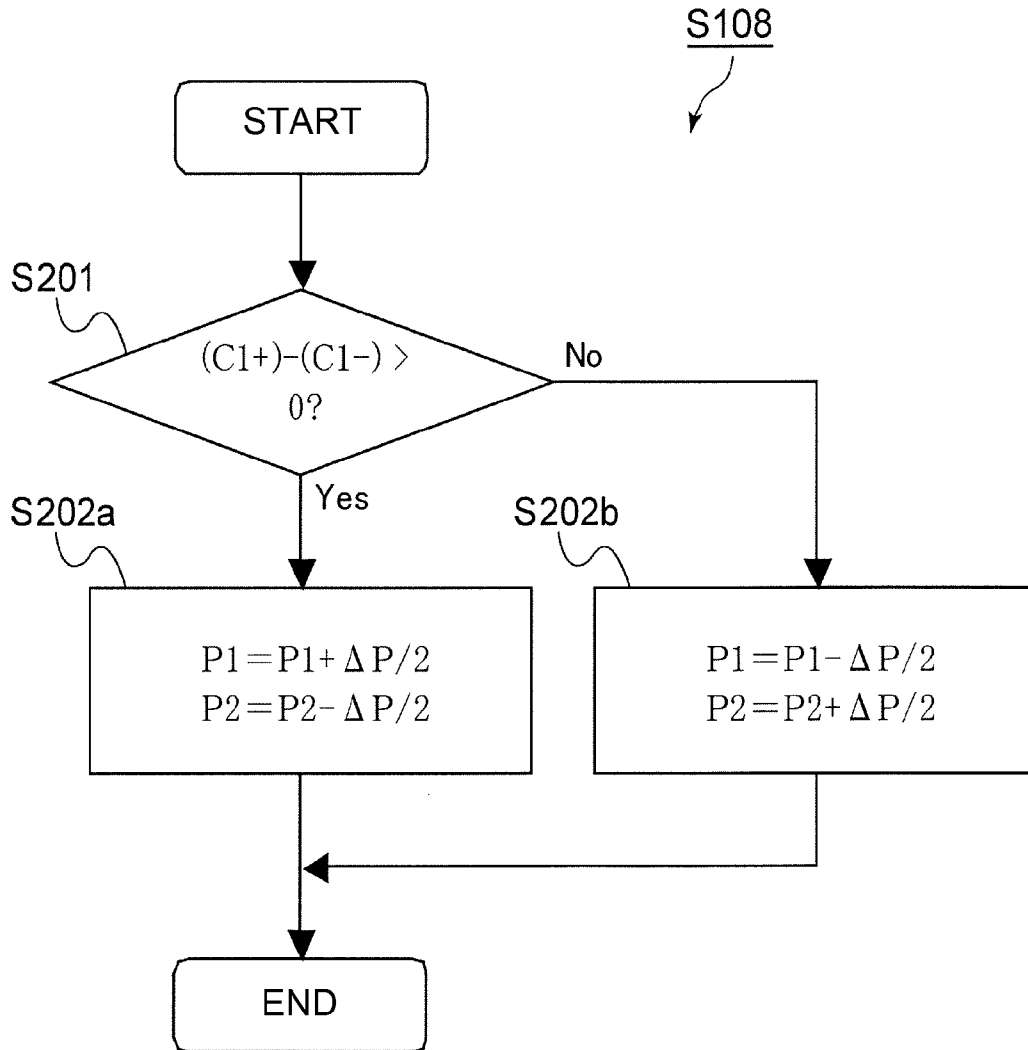 S108
START
S201
(C1+)-(C1-) >
0?
No
Yes
S202a
S202b
P1=P1+ΔP/2
P2=P2-ΔP/2
P1=P1-ΔP/2
P2=P2+ΔP/2
END